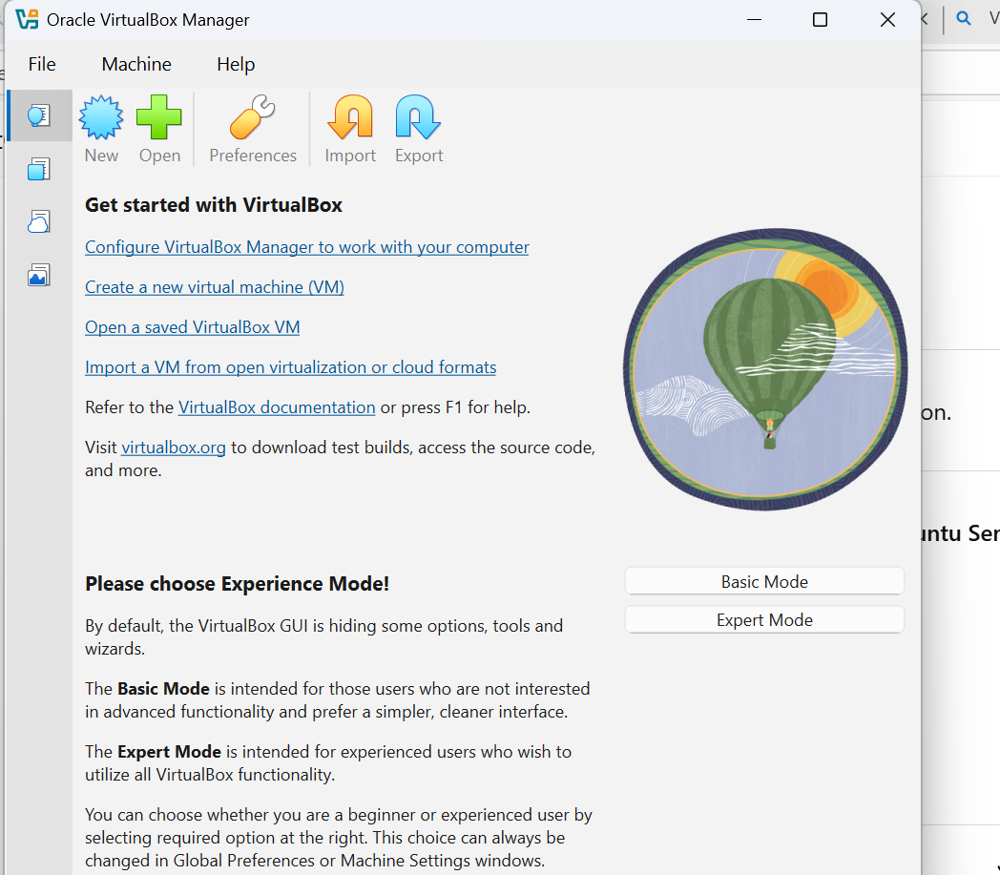 Oracle VirtualBox Manager
File Machine Help
New Open Preferences Import Export
Get started with VirtualBox
Configure VirtualBox Manager to work with your computer
Create a new virtual machine (VM)
Open a saved VirtualBox VM
Import a VM from open virtualization or cloud formats
Refer to the VirtualBox documentation or press F1 for help.
Visit virtualbox.org to download test builds, access the source code,
and more.
Please choose Experience Mode!
By default, the VirtualBox GUI is hiding some options, tools and
wizards.
The Basic Mode is intended for those users who are not interested
in advanced functionality and prefer a simpler, cleaner interface.
The Expert Mode is intended for experienced users who wish to
utilize all VirtualBox functionality.
You can choose whether you are a beginner or experienced user by
selecting required option at the right. This choice can always be
changed in Global Preferences or Machine Settings windows.
Basic Mode
Expert Mode
on.